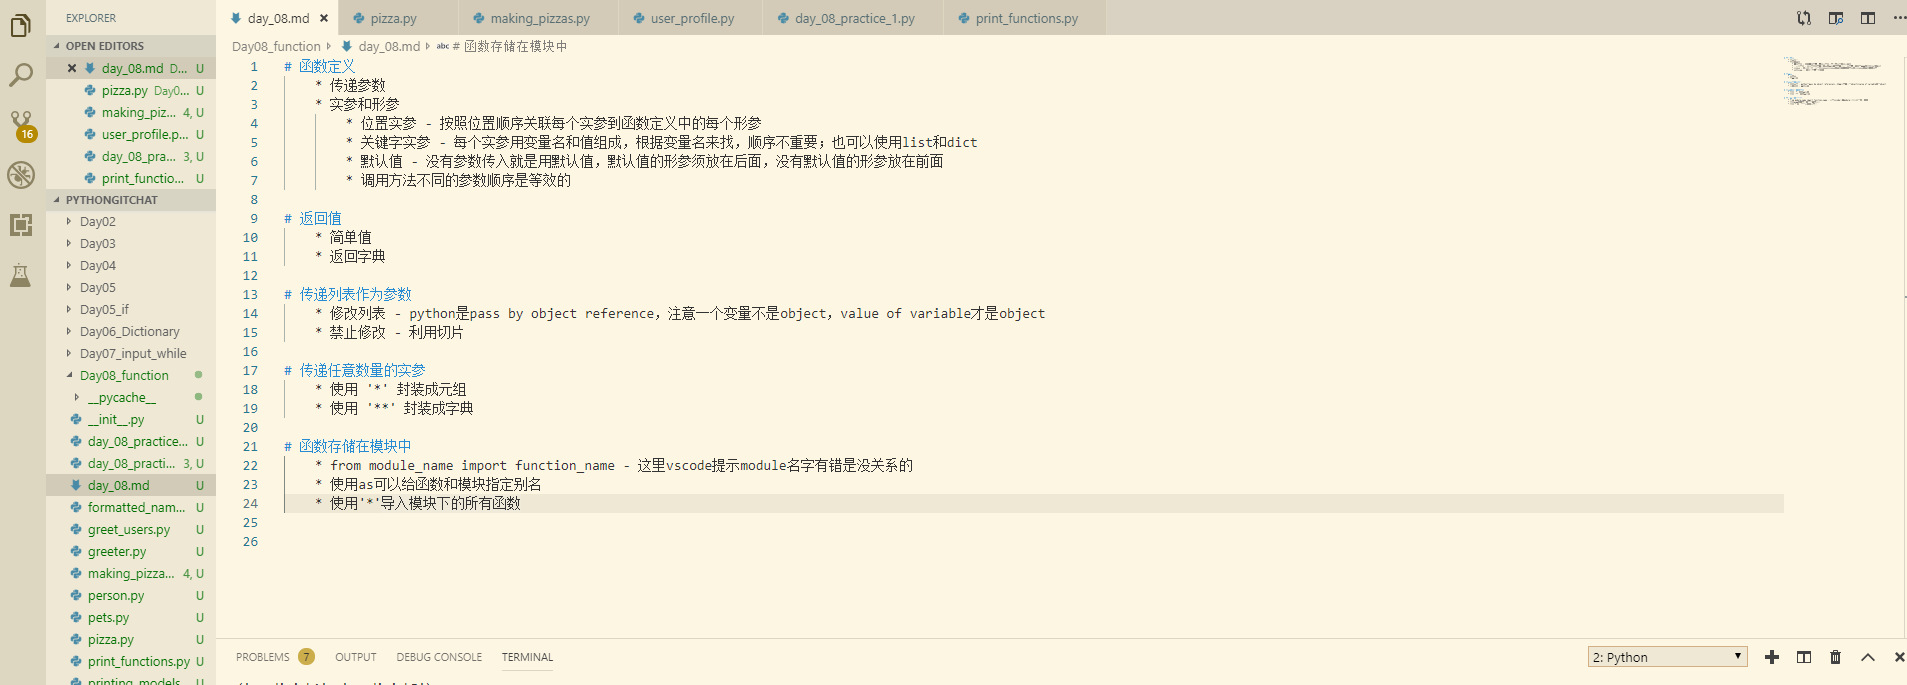 EXPLORER
OPEN EDITORS
day_08.md D... U
pizza.py Day0... U
making_piz... 4, U
user_profile.p... U
day_08_pra... 3, U
print_functio... U
PYTHONGITCHAT
Day02
Day03
Day04
Day05
Day05_if
Day06_Dictionary
Day07_input_while
Day08_function
__pycache__
__init__.py U
day_08_practice... U
day_08_practi... 3, U
day_08.md U
formatted_nam... U
greet_users.py U
greeter.py U
making_pizza... 4, U
person.py U
pets.py U
pizza.py U
print_functions.py U
printing_models U
16
day_08.md pizza.py making_pizzas.py user_profile.py day_08_practice_1.py print_functions.py
Day08_function day_08.md abc # 函数存储在模块中
1 # 函数定义
2 * 传递参数
3 * 实参和形参
4 * 位置实参 - 按照位置顺序关联每个实参到函数定义中的每个形参
5 * 关键字实参 - 每个实参用变量名和值组成，根据变量名来找，顺序不重要；也可以使用list和dict
6 * 默认值 - 没有参数传入就是用默认值，默认值的形参须放在后面，没有默认值的形参放在前面
7 * 调用方法不同的参数顺序是等效的
8
9 # 返回值
10 * 简单值
11 * 返回字典
12
13 # 传递列表作为参数
14 * 修改列表 - python是pass by object reference，注意一个变量不是object，value of variable才是object
15 * 禁止修改 - 利用切片
16
17 # 传递任意数量的实参
18 * 使用 '*' 封装成元组
19 * 使用 '**' 封装成字典
20
21 # 函数存储在模块中
22 * from module_name import function_name - 这里vscode提示module名字有错是没关系的
23 * 使用as可以给函数和模块指定别名
24 * 使用'*'导入模块下的所有函数
25
26
PROBLEMS 7 OUTPUT DEBUG CONSOLE TERMINAL
2: Python